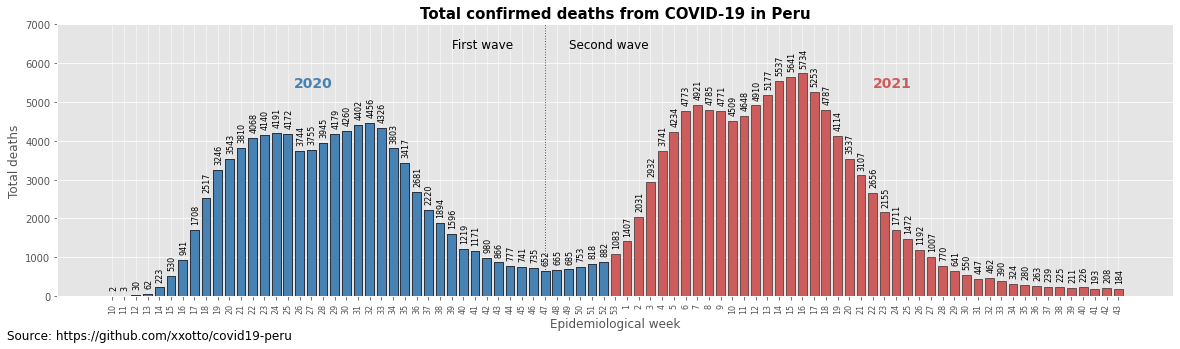 Total confirmed deaths from COVID-19 in Peru
7000
6000
5000
4000
3000
2000
1000
0
Total deaths
First wave
Second wave
2020
2021
2 3 30 62 223 530 941 1708 2517 3246 3543 3810 4068 4140 4191 4172 3744 3755 3945 4179 4260 4402 4456 4326 3803 3417 2681 2220 1894 1596 1219 1171 980 866 777 741 735 652 665 685 753 818 882 1083 1407 2031 2932 3741 4234 4773 4921 4785 4771 4509 4648 4910 5177 5537 5641 5734 5253 4787 4114 3537 3107 2656 2155 1711 1472 1192 1007 770 641 550 447 462 390 324 280 263 239 225 211 226 193 208 184
10 11 12 13 14 15 16 17 18 19 20 21 22 23 24 25 26 27 28 29 30 31 32 33 34 35 36 37 38 39 40 41 42 43 44 45 46 47 48 49 50 51 52 53 1 2 3 4 5 6 7 8 9 10 11 12 13 14 15 16 17 18 19 20 21 22 23 24 25 26 27 28 29 30 31 32 33 34 35 36 37 38 39 40 41 42 43
Epidemiological week
Source: https://github.com/xxotto/covid19-peru